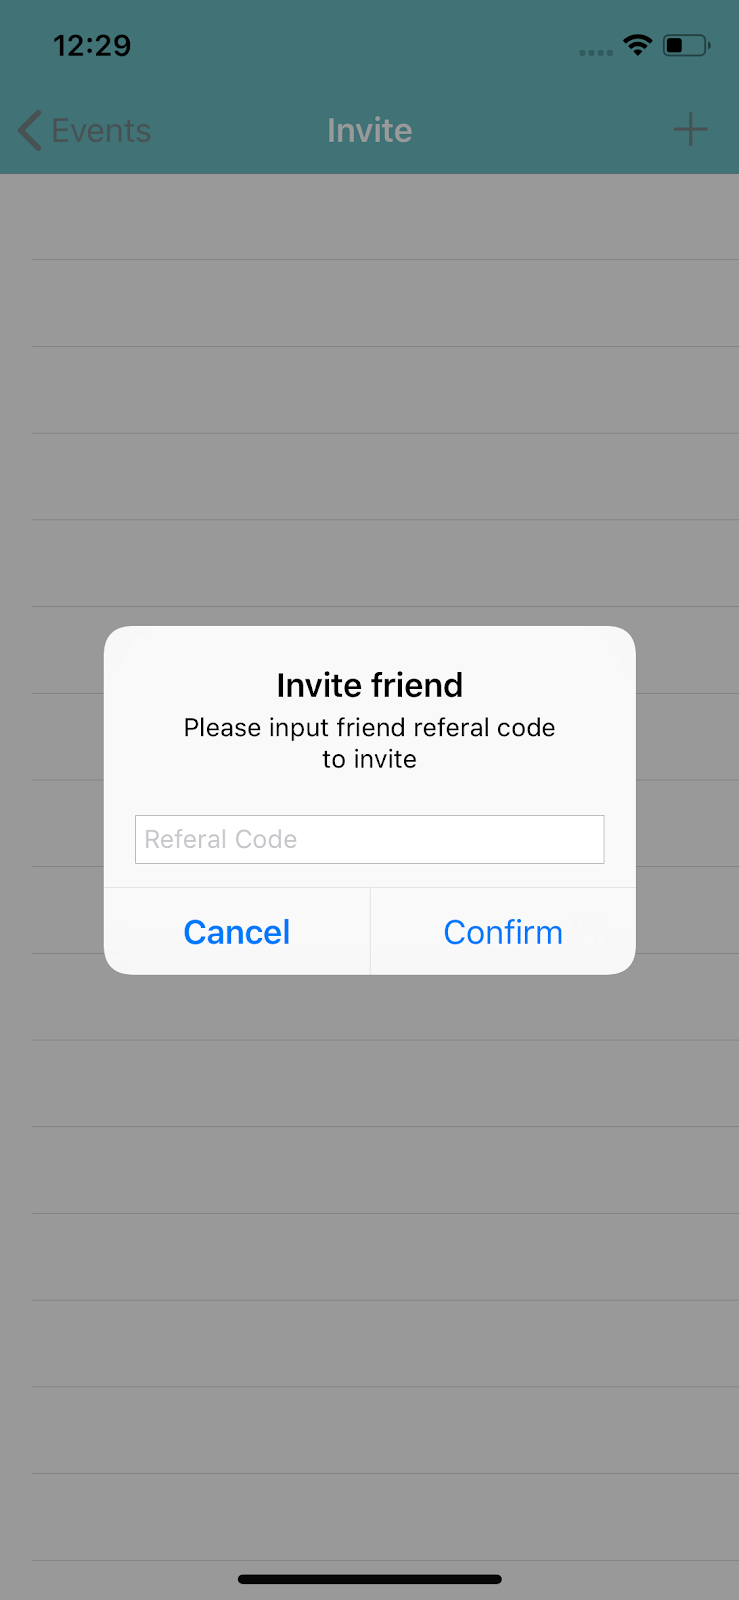 12:29
Events
Invite
Invite friend
Please input friend referal code
to invite
Referal Code
Cancel
Confirm